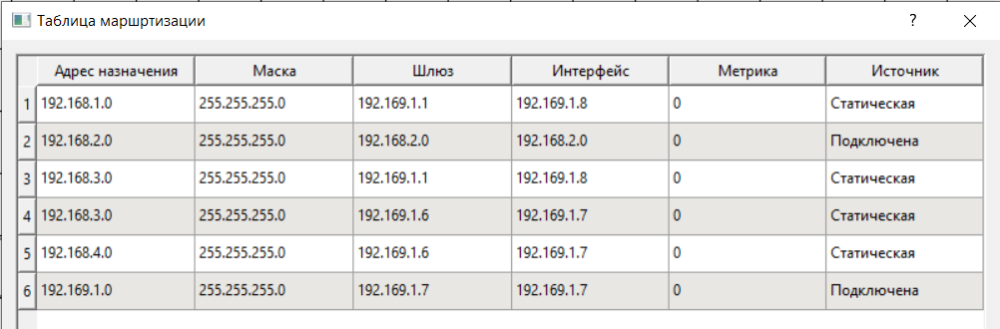 Таблица маршртизации
Адрес назначения Маска Шлюз Интерфейс Метрика Источник
1 192.168.1.0 255.255.255.0 192.169.1.1 192.169.1.8 0 Статическая
2 192.168.2.0 255.255.255.0 192.168.2.0 192.168.2.0 0 Подключена
3 192.168.3.0 255.255.255.0 192.169.1.1 192.169.1.8 0 Статическая
4 192.168.3.0 255.255.255.0 192.169.1.6 192.169.1.7 0 Статическая
5 192.168.4.0 255.255.255.0 192.169.1.6 192.169.1.7 0 Статическая
6 192.169.1.0 255.255.255.0 192.169.1.7 192.169.1.7 0 Подключена